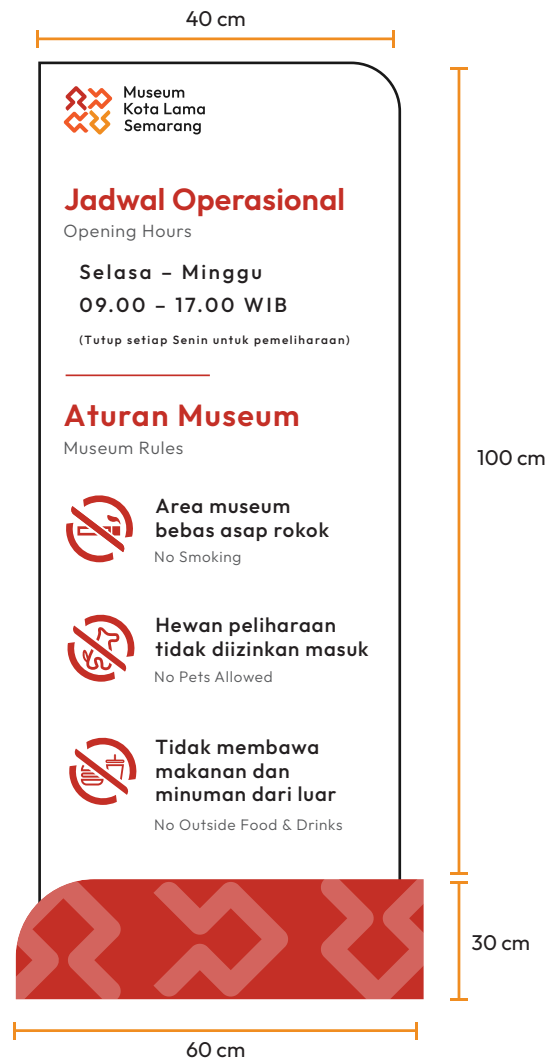 40 cm
Museum
Kota Lama
Semarang
Jadwal Operasional
Opening Hours
Selasa – Minggu
09.00 – 17.00 WIB
(Tutup setiap Senin untuk pemeliharaan)
Aturan Museum
Museum Rules
100 cm
Area museum
bebas asap rokok
No Smoking
Hewan peliharaan
tidak diizinkan masuk
No Pets Allowed
Tidak membawa
makanan dan
minuman dari luar
No Outside Food & Drinks
30 cm
60 cm